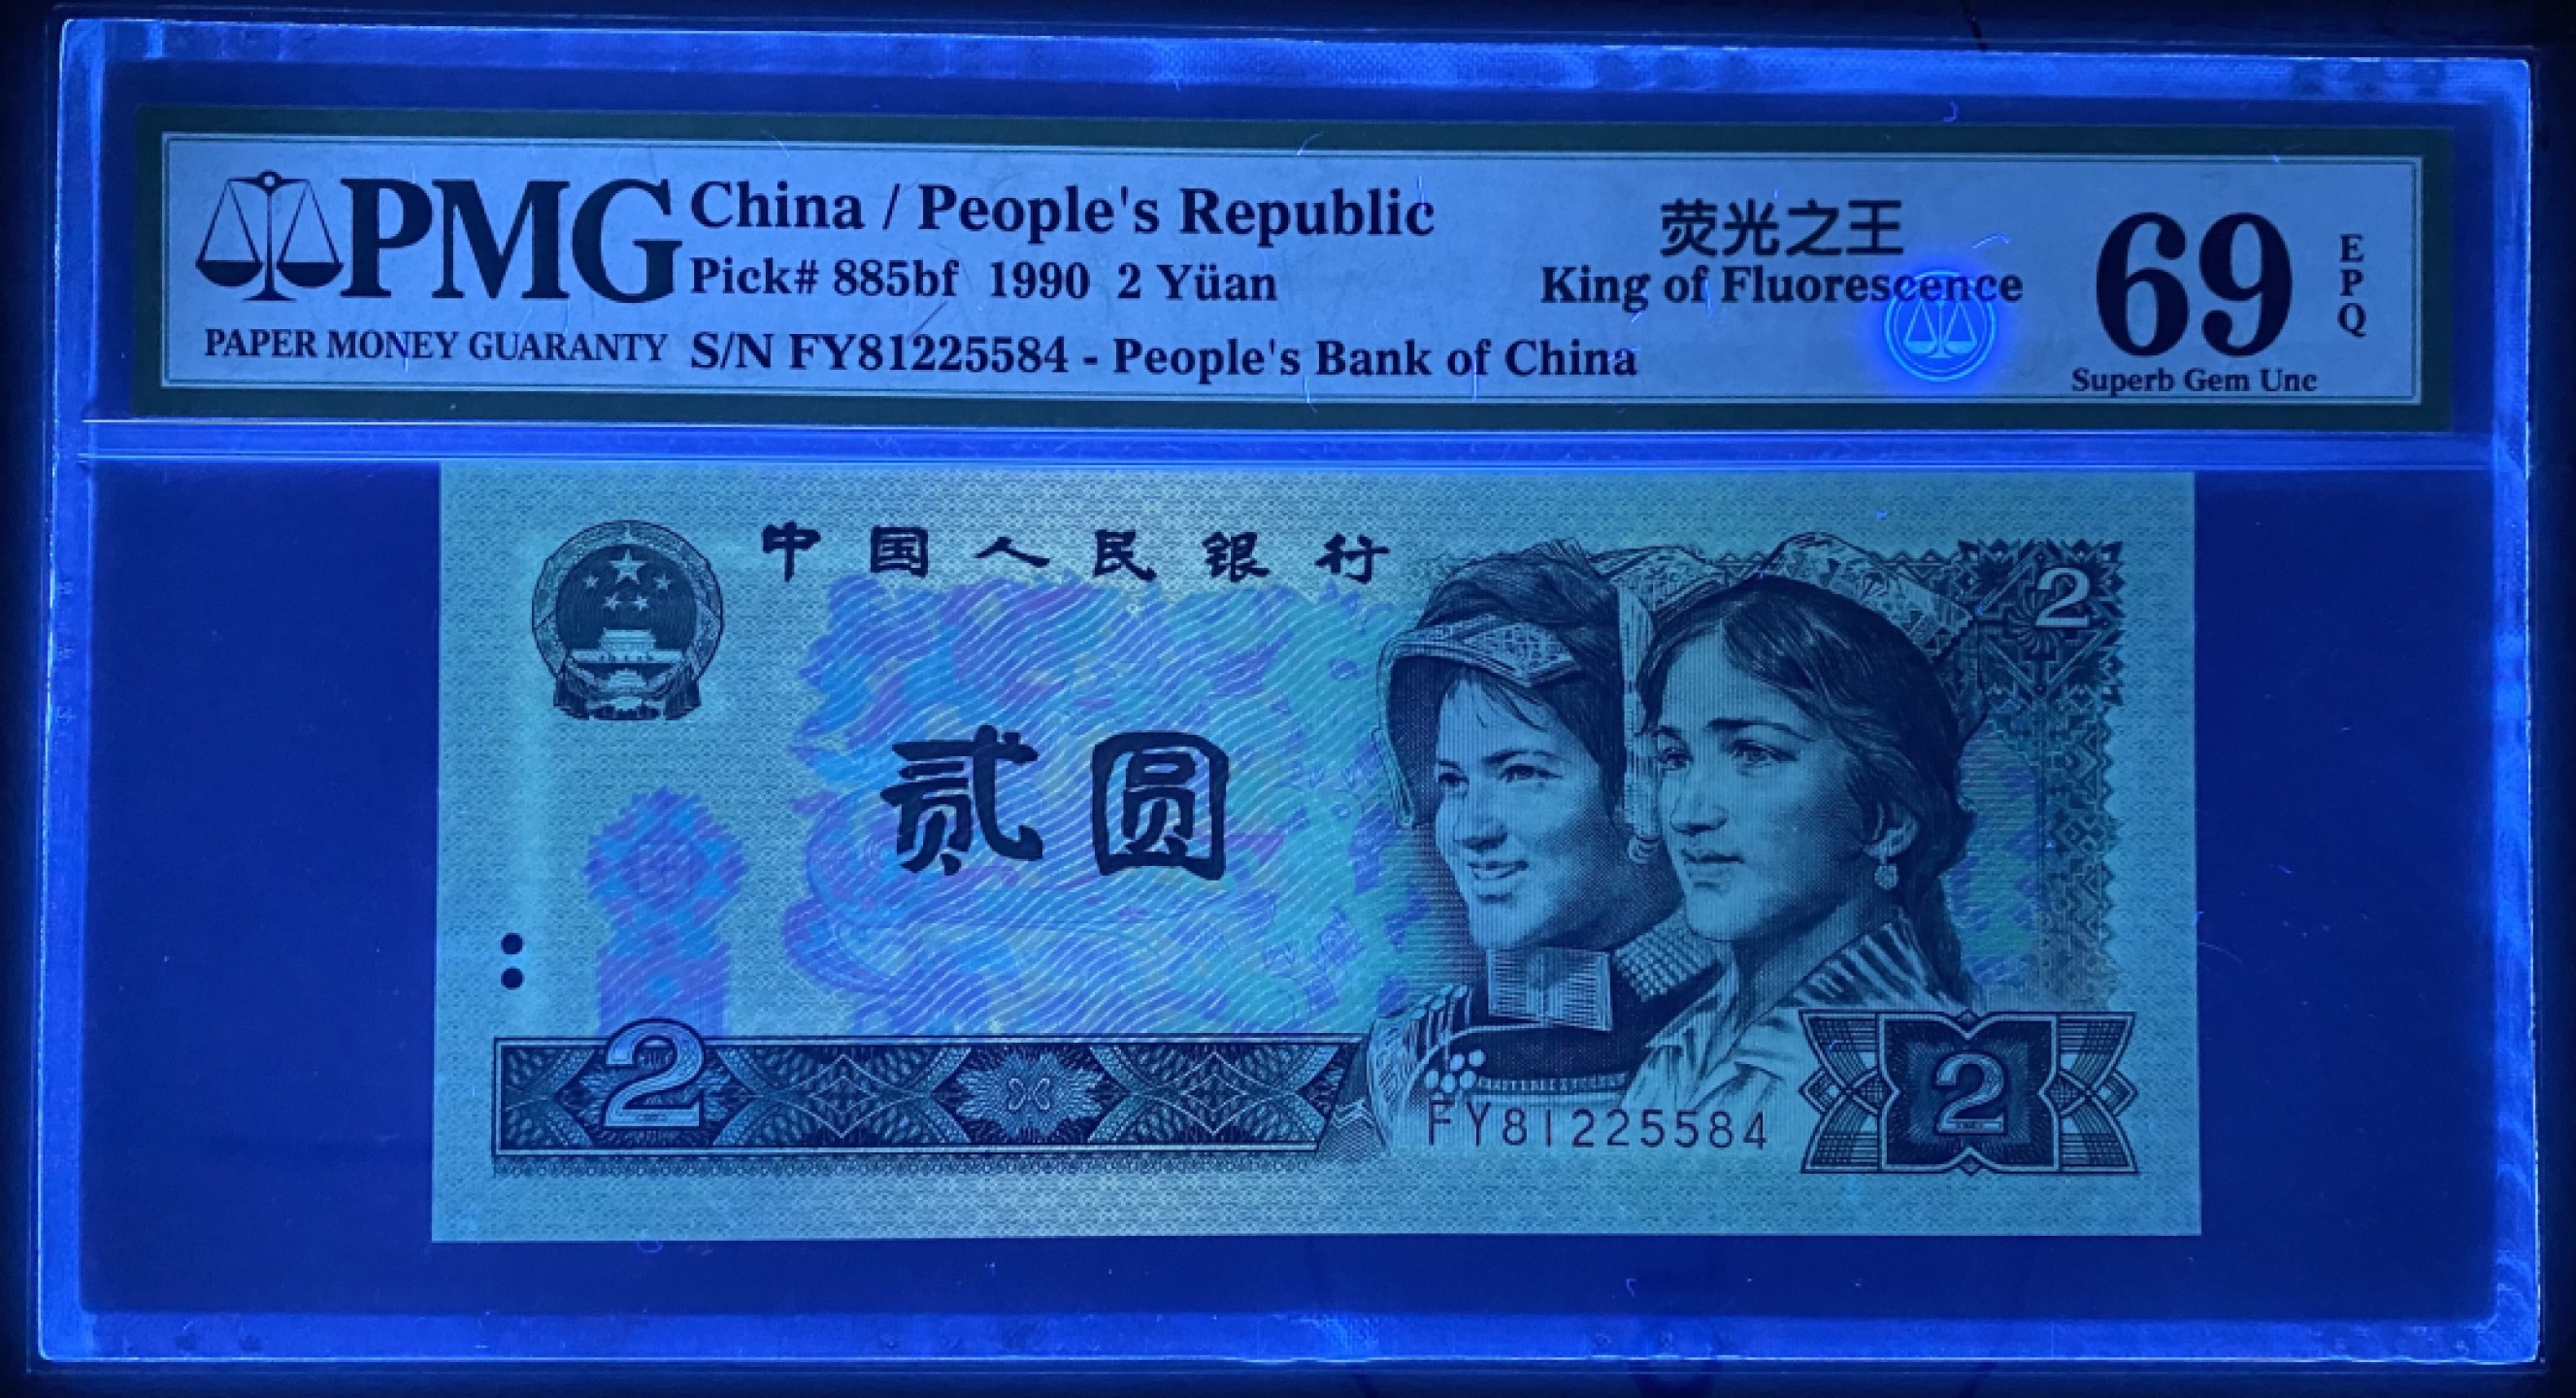 PMG
PAPER MONEY GUARANTY
China / People's Republic
Pick# 885bf 1990 2 Yüan
S/N FY81225584 - People's Bank of China
荧光之王
King of Fluorescence
69
EPQ
Superb Gem Unc
中国人民银行
2
贰圆
2
FY81225584
2